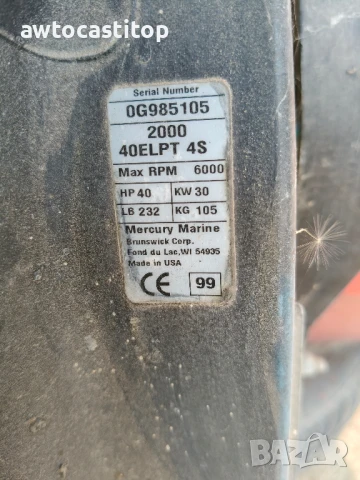 avtocastitop
Serial Number
0G985105
2000
40ELPT 4S
Max RPM 6000
HP 40 KW 30
LB 232 KG 105
Mercury Marine
Brunswick Corp.
Fond du Lac, WI 54935
Made in USA
CE 99
BAZAR